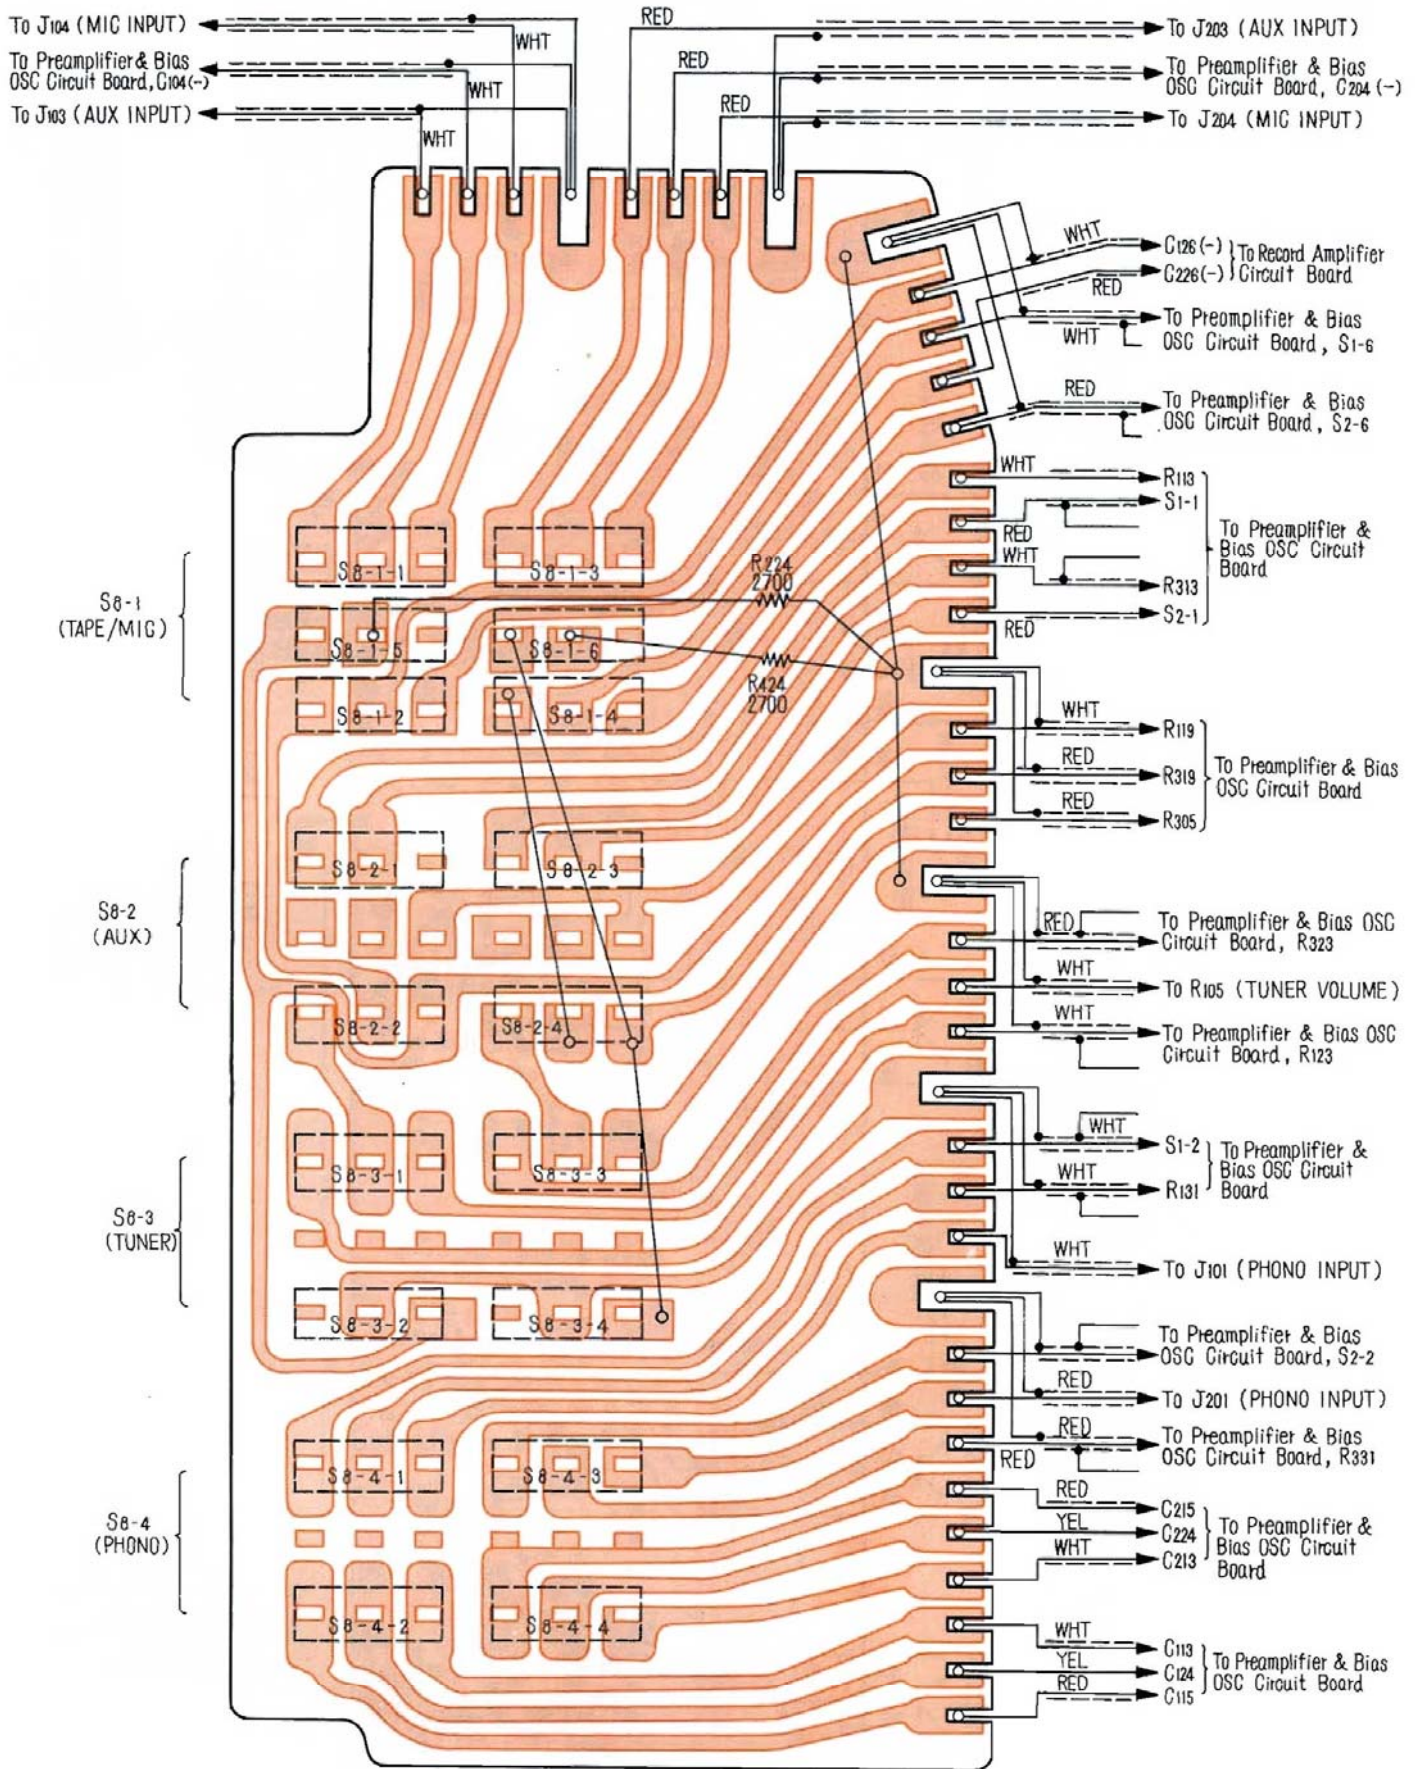 To J104 (MIC INPUT)
WHT
To Preamplifier & Bias
OSC Circuit Board, C104(-)
WHT
To J103 (AUX INPUT)
WHT
RED
To J203 (AUX INPUT)
RED
To Preamplifier & Bias
OSC Circuit Board, C204 (-)
RED
To J204 (MIC INPUT)
WHT
C126(-)
C226(-)
To Record Amplifier
Circuit Board
RED
To Preamplifier & Bias
OSC Circuit Board, S1-6
WHT
RED
To Preamplifier & Bias
OSC Circuit Board, S2-6
WHT
R113
S1-1
RED
WHT
To Preamplifier &
Bias OSC Circuit
Board
R313
S2-1
RED
S8-1-1
S8-1-3
R224
2700
S8-1
(TAPE/MIC)
S8-1-5
S8-1-6
R424
2700
S8-1-2
S8-1-4
WHT
R119
RED
R319
RED
R305
To Preamplifier & Bias
OSC Circuit Board
S8-2-1
S8-2-3
S8-2
(AUX)
RED
To Preamplifier & Bias OSC
Circuit Board, R323
WHT
To R105 (TUNER VOLUME)
WHT
To Preamplifier & Bias OSC
Circuit Board, R123
S8-2-2
S8-2-4
WHT
S1-2
WHT
R131
To Preamplifier &
Bias OSC Circuit
Board
S8-3-1
S8-3-3
S8-3
(TUNER)
WHT
To J101 (PHONO INPUT)
S8-3-2
S8-3-4
To Preamplifier & Bias
OSC Circuit Board, S2-2
RED
To J201 (PHONO INPUT)
RED
To Preamplifier & Bias
OSC Circuit Board, R331
RED
S8-4-1
S8-4-3
S8-4
(PHONO)
RED
C215
YEL
C224
WHT
C213
To Preamplifier &
Bias OSC Circuit
Board
S8-4-2
S8-4-4
WHT
C113
YEL
C124
RED
C115
To Preamplifier & Bias
OSC Circuit Board